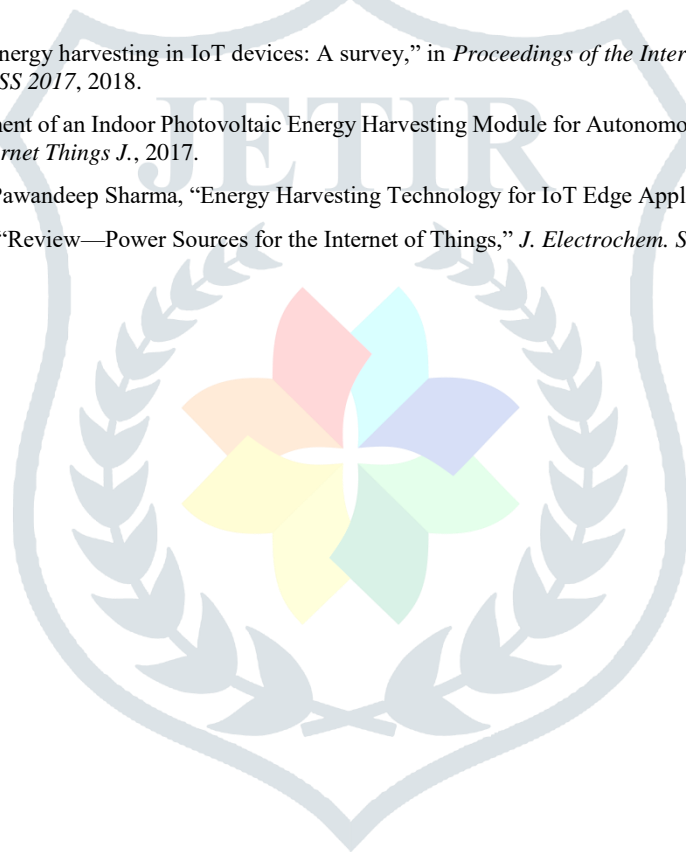 nergy harvesting in IoT devices: A survey,” in Proceedings of the Inter
SS 2017, 2018.
JETIR
ent of an Indoor Photovoltaic Energy Harvesting Module for Autonomo
rnet Things J., 2017.
Pawandeep Sharma, “Energy Harvesting Technology for IoT Edge Appl
“Review—Power Sources for the Internet of Things,” J. Electrochem. S